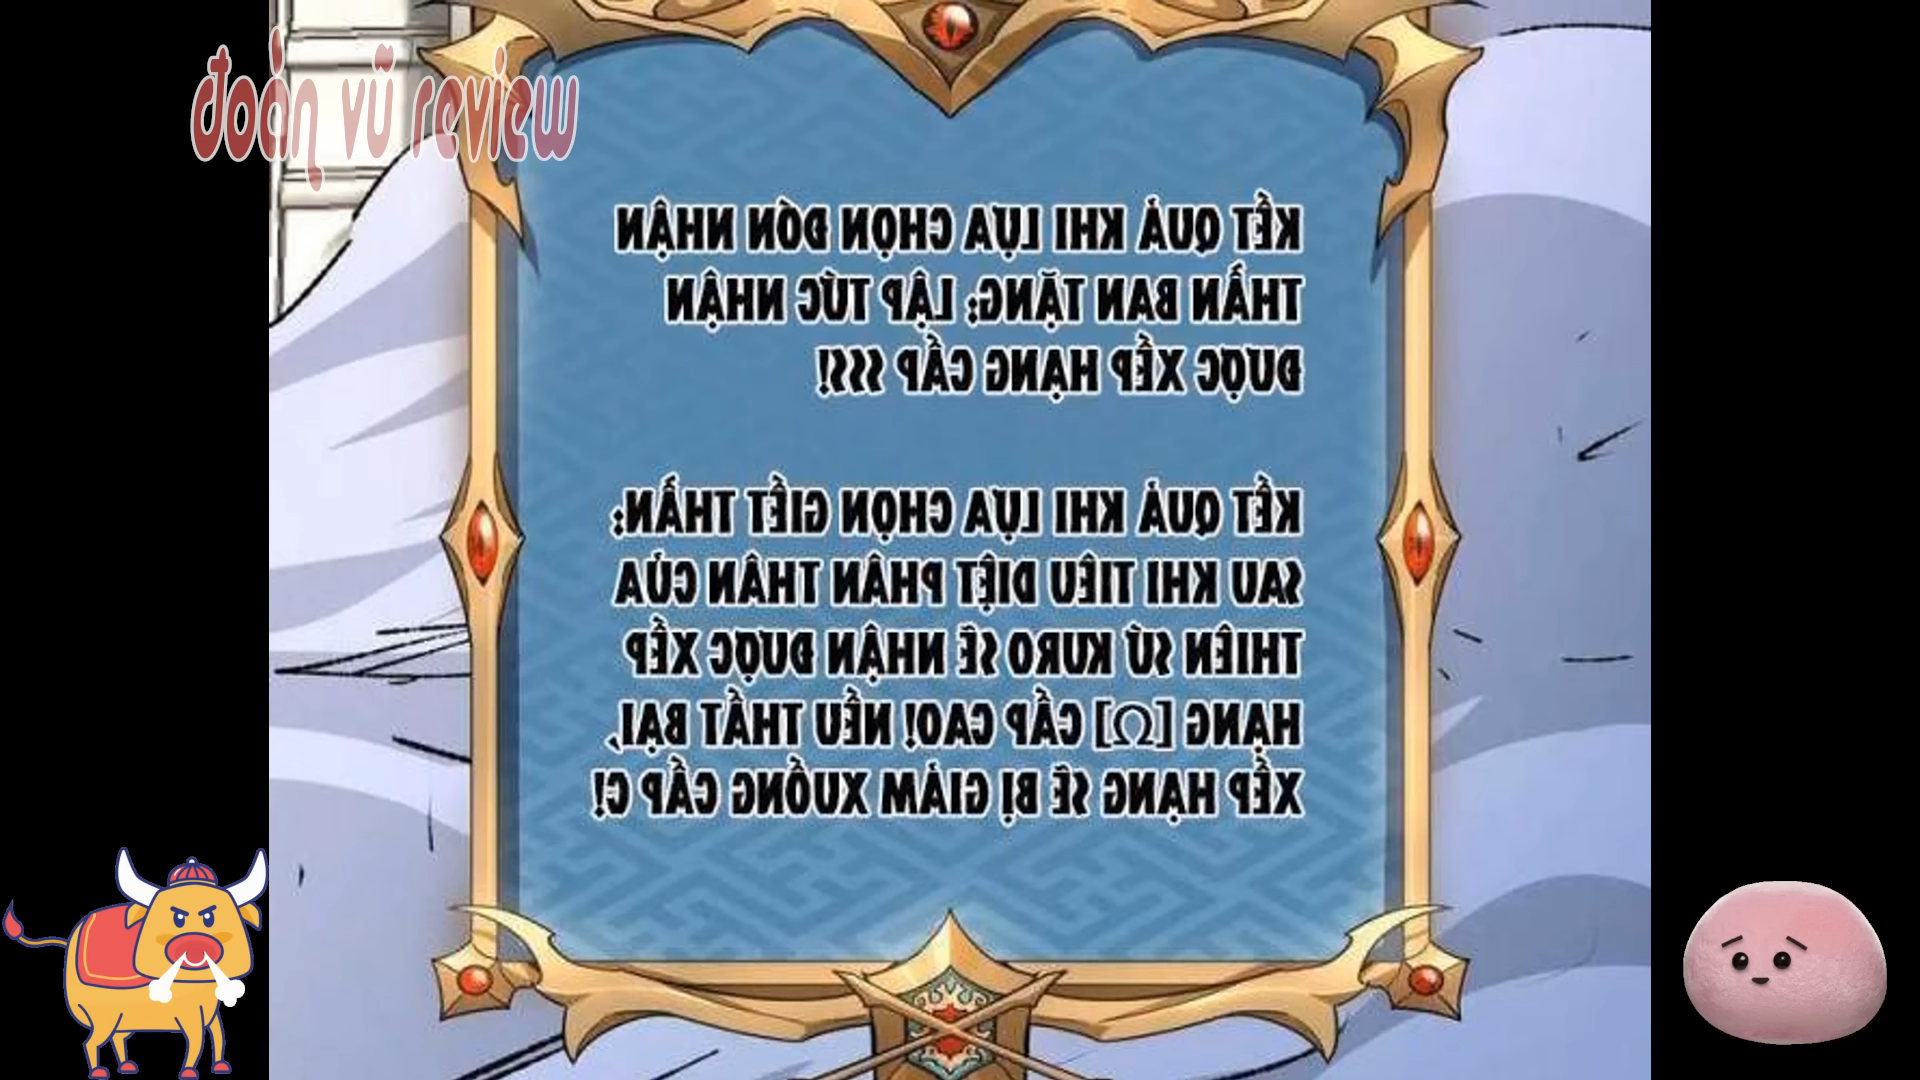 đoản vũ review
KẾT QUẢ KHI LỰA CHỌN ĐÓN NHẬN
THẦN BAN TẶNG: LẬP TỨC NHẬN
ĐƯỢC XẾP HẠNG CẤP SSS!
KẾT QUẢ KHI LỰA CHỌN GIẾT THẦN:
SAU KHI TIÊU DIỆT PHÂN THÂN CỦA
THIÊN SỨ KURO SẼ NHẬN ĐƯỢC XẾP
HẠNG [Ω] CẤP CAO! NẾU THẤT BẠI,
XẾP HẠNG SẼ BỊ GIẢM XUỐNG CẤP C!